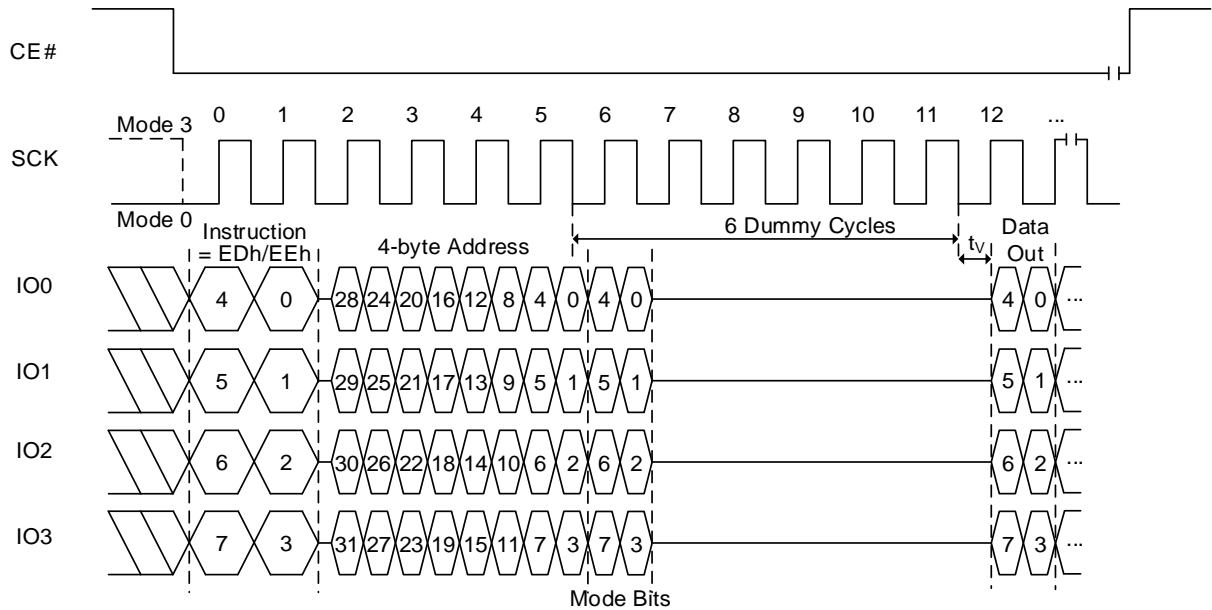 CE#
0 1 2 3 4 5 6 7 8 9 10 11 12 ...
Mode 3
SCK
Mode 0
Instruction
= EDh/EEh
4-byte Address
6 Dummy Cycles
tV
Data
Out
IO0
4 0 28 24 20 16 12 8 4 0 4 0 4 0 ...
IO1
5 1 29 25 21 17 13 9 5 1 5 1 5 1 ...
IO2
6 2 30 26 22 18 14 10 6 2 6 2 6 2 ...
IO3
7 3 31 27 23 19 15 11 7 3 7 3 7 3 ...
Mode Bits